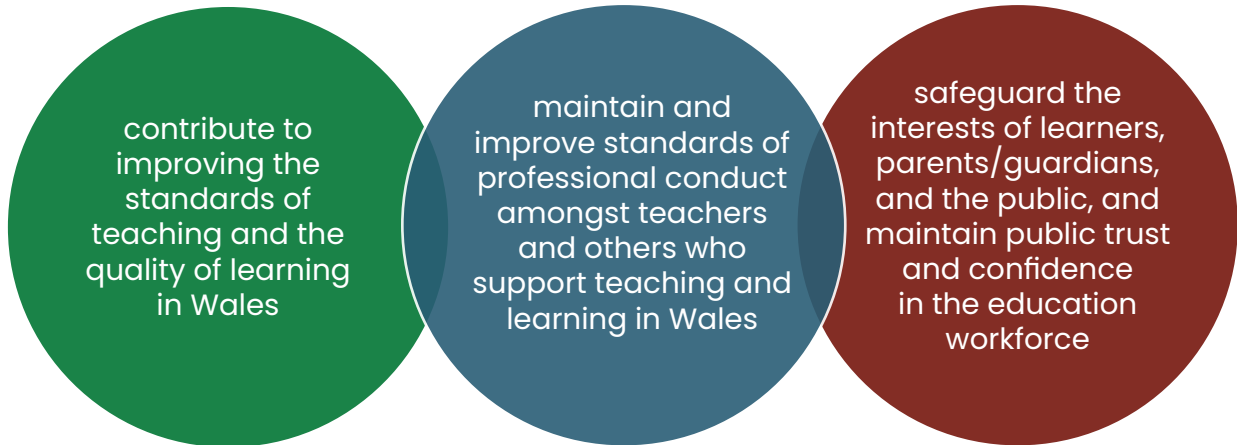 contribute to
improving the
standards of
teaching and the
quality of learning
in Wales
maintain and
improve standards of
professional conduct
amongst teachers
and others who
support teaching and
learning in Wales
safeguard the
interests of learners,
parents/guardians,
and the public, and
maintain public trust
and confidence
in the education
workforce